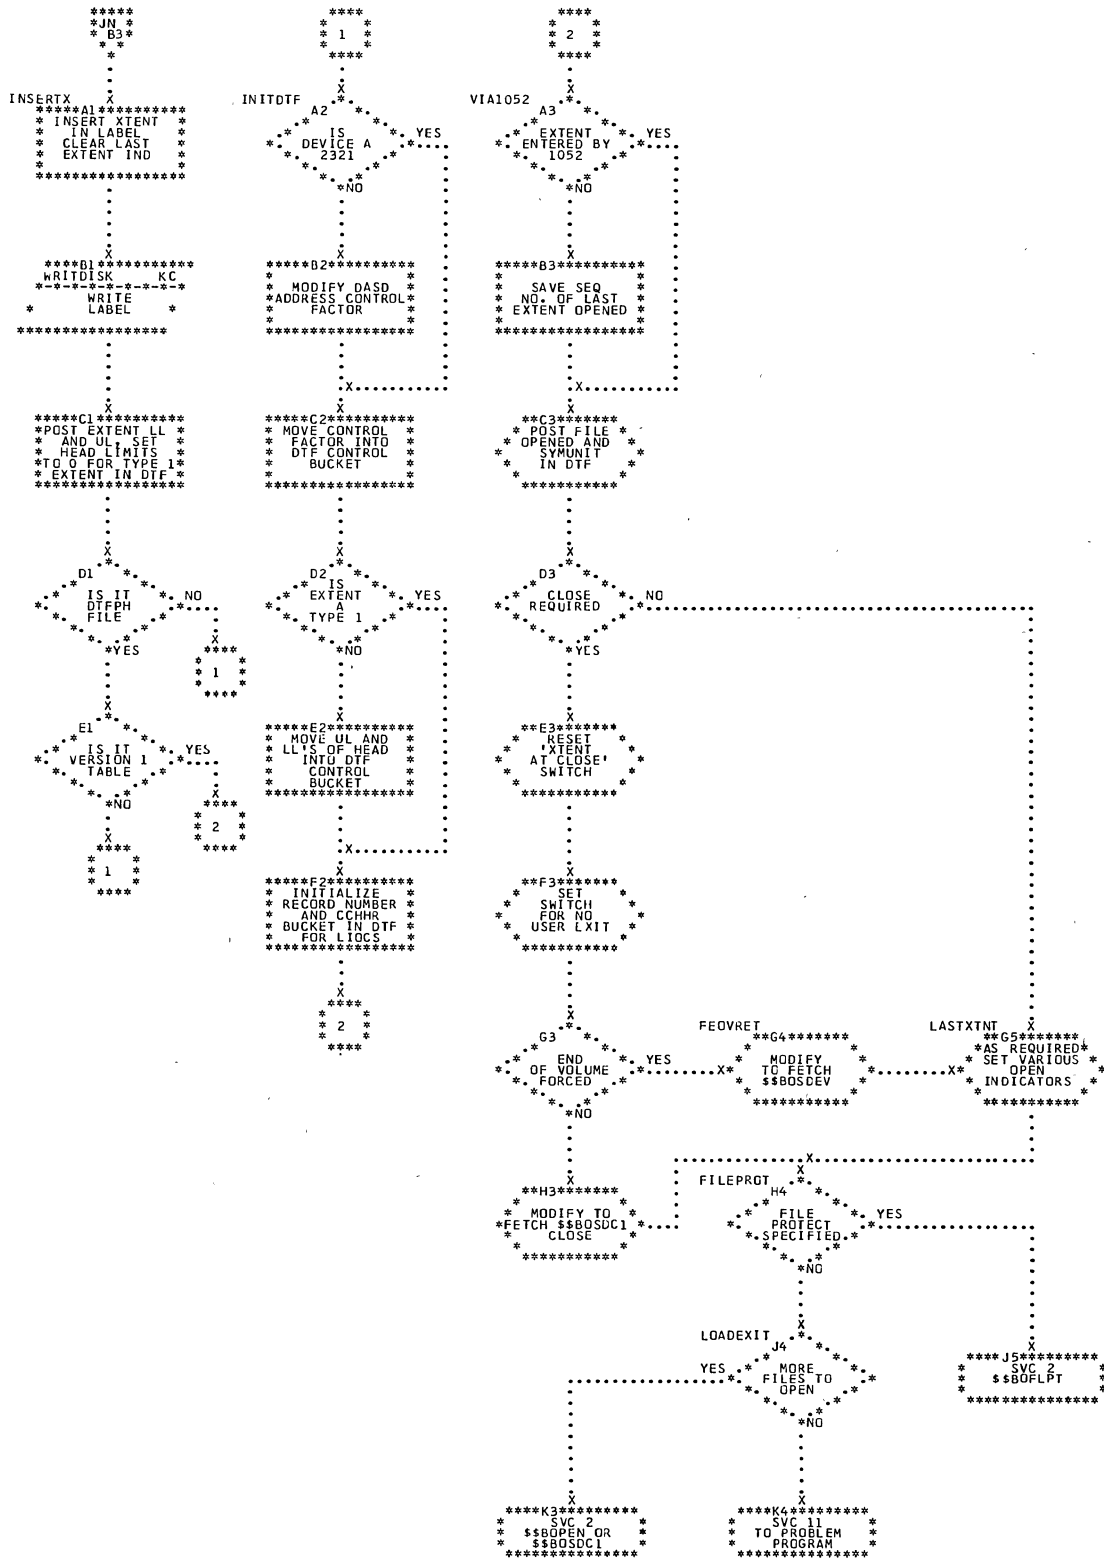 JN
B3
1
2
INSERTX
A1
INSERT XTENT
IN LABEL
CLEAR LAST
EXTENT IND
INITDTF
A2
IS
DEVICE A
2321
YES
NO
VIA1052
A3
EXTENT
ENTERED BY
1052
YES
NO
B1
WRITDISK KC
WRITE
LABEL
B2
MODIFY DASD
ADDRESS CONTROL
FACTOR
B3
SAVE SEQ
NO. OF LAST
EXTENT OPENED
C1
POST EXTENT LL
AND UL, SET
HEAD LIMITS
TO 0 FOR TYPE 1
EXTENT IN DTF
C2
MOVE CONTROL
FACTOR INTO
DTF CONTROL
BUCKET
C3
POST FILE
OPENED AND
SYMUNIT
IN DTF
D1
IS IT
DTFPH
FILE
NO
YES
1
D2
IS
EXTENT
A
TYPE 1
YES
NO
D3
CLOSE
REQUIRED
NO
YES
E1
IS IT
VERSION 1
TABLE
YES
NO
2
1
E2
MOVE UL AND
LL'S OF HEAD
INTO DTF
CONTROL
BUCKET
E3
RESET
'XTENT
AT CLOSE'
SWITCH
F2
INITIALIZE
RECORD NUMBER
AND CCHHR
BUCKET IN DTF
FOR LIOCS
2
F3
SET
SWITCH
FOR NO
USER EXIT
G3
END
OF VOLUME
FORCED
YES
NO
FEOVRET
G4
MODIFY
TO FETCH
$$BOSDEV
LASTXTNT
G5
AS REQUIRED
SET VARIOUS
OPEN
INDICATORS
H3
MODIFY TO
FETCH $$BOSDC1
CLOSE
FILEPROT
H4
FILE
PROTECT
SPECIFIED
YES
NO
LOADEXIT
J4
MORE
FILES TO
OPEN
YES
NO
J5
SVC 2
$$BOFLPT
K3
SVC 2
$$BOPEN OR
$$BOSDC1
K4
SVC 11
TO PROBLEM
PROGRAM